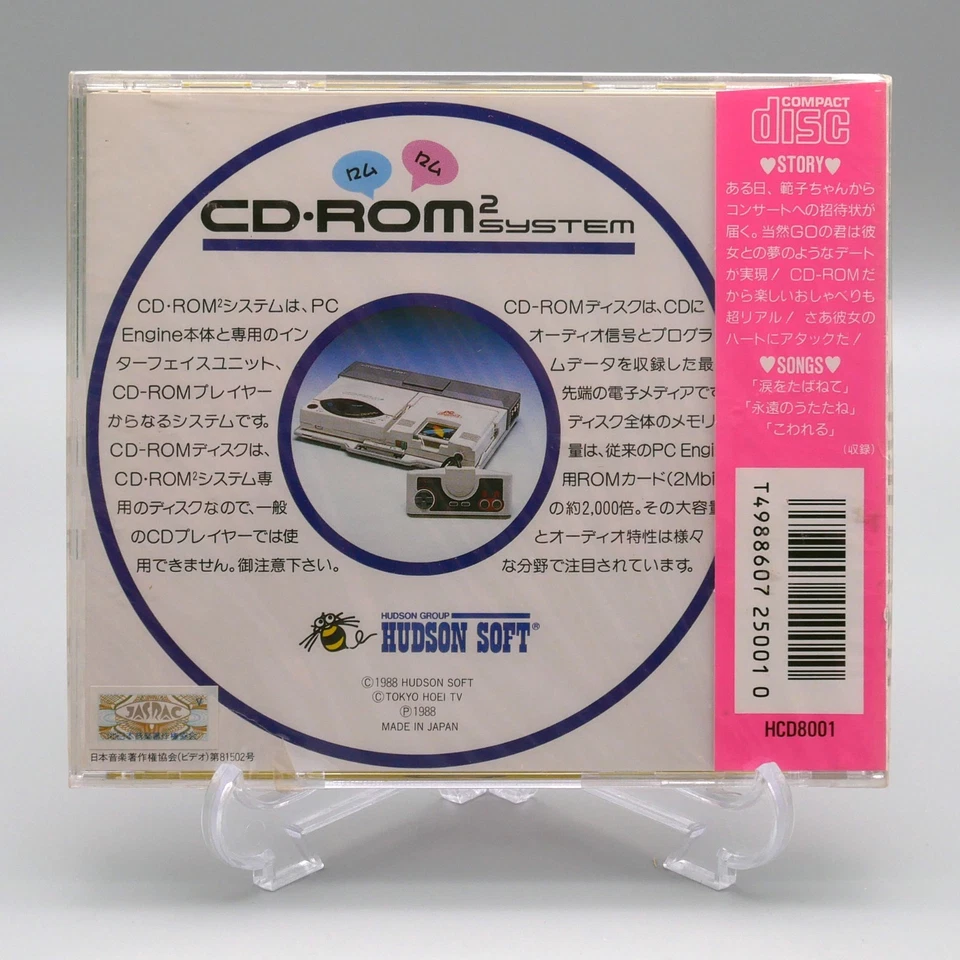 ロム
ロム
CD・ROM²
SYSTEM
CD・ROM²システムは、PC
Engine本体と専用のイン
ターフェイスユニット、
CD-ROMプレイヤー
からなるシステムです。
CD-ROMディスクは、
CD・ROM²システム専
用のディスクなので、一般
のCDプレイヤーでは使
用できません。御注意下さい。
CD-ROMディスクは、CDに
オーディオ信号とプログラ
ムデータを収録した最
先端の電子メディアです
ディスク全体のメモリ
量は、従来のPC Engi
用ROMカード(2Mbi
の約2,000倍。その大容量
とオーディオ特性は様々
な分野で注目されています。
HUDSON GROUP
HUDSON SOFT®
Ⓒ1988 HUDSON SOFT
ⒸTOKYO HOEI TV
Ⓟ1988
MADE IN JAPAN
JASRAC
日本音楽著作権協会(ビデオ)第81502号
COMPACT
disc
♥STORY♥
ある日、範子ちゃんから
コンサートへの招待状が
届く。当然GOの君は彼
女との夢のようなデート
か実現! CD-ROMだ
から楽しいおしゃべりも
超リアル! さあ彼女の
ハートにアタックだ!
♥SONGS♥
「涙をたばねて」
「永遠のうたたね」
「こわれる」
(収録)
T4988607 25001 0
HCD8001